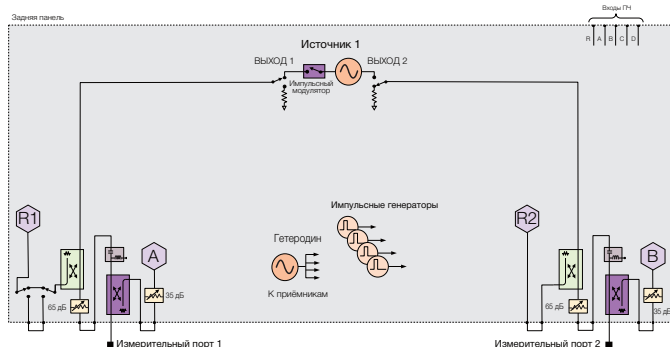 Входы ГЧ
Задняя панель
R A B C D
Источник 1
ВЫХОД 1
ВЫХОД 2
Импульсный
модулятор
Импульсные генераторы
R1
A
R2
B
Гетеродин
К приёмникам
65 дБ
35 дБ
65 дБ
35 дБ
Измерительный порт 1
Измерительный порт 2